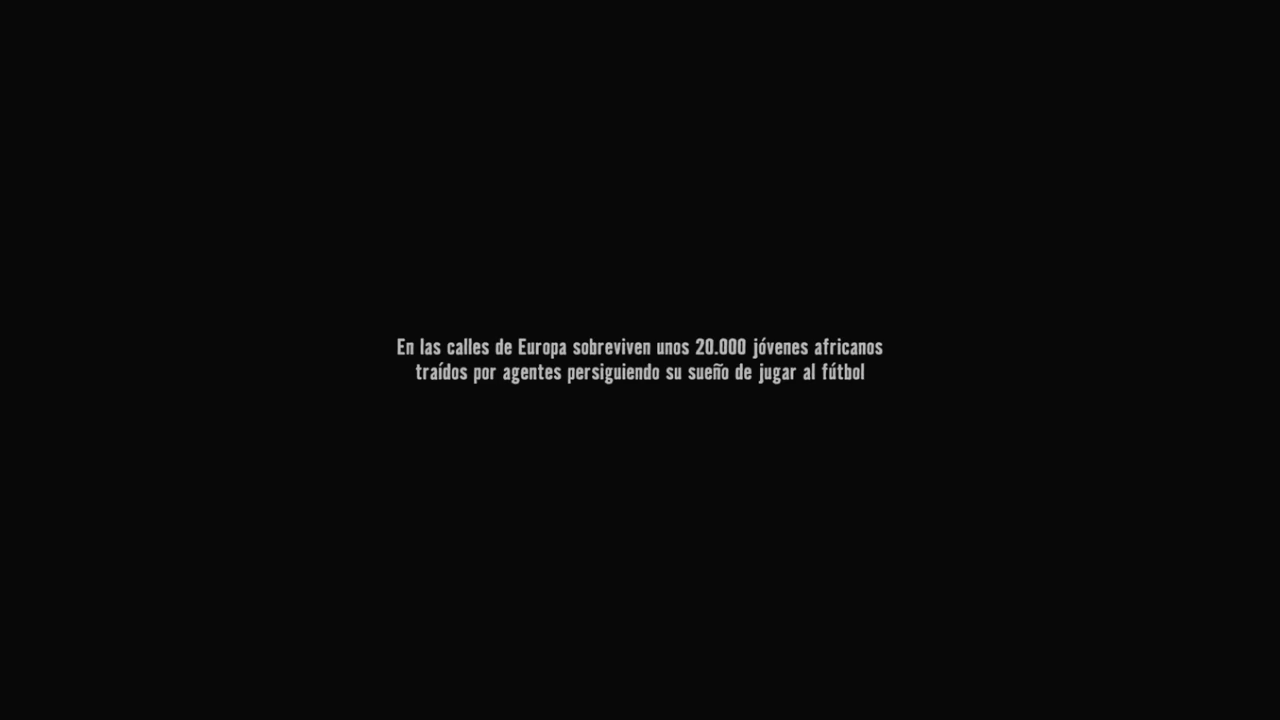 En las calles de Europa sobreviven unos 20.000 jóvenes africanos
traídos por agentes persiguiendo su sueño de jugar al fútbol